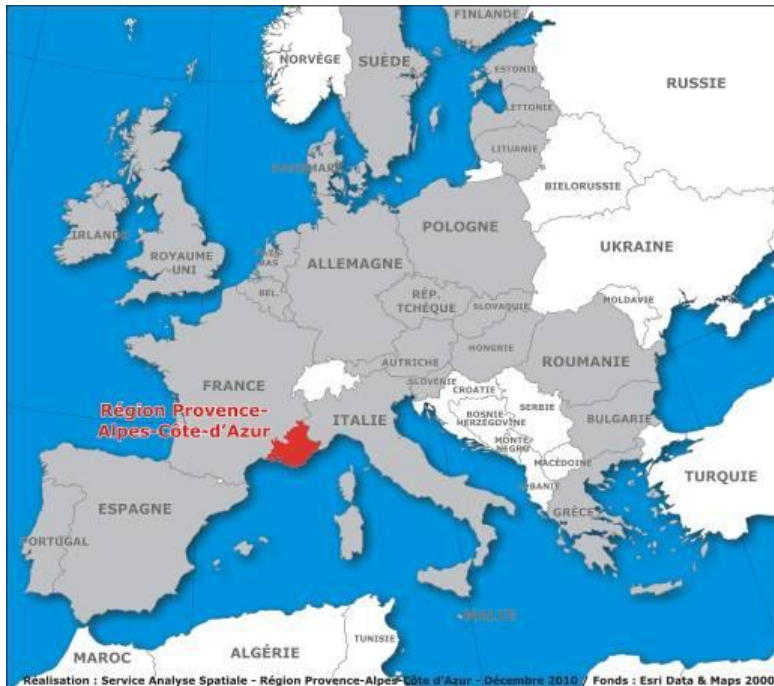 FINLANDE
NORVÈGE
SUÈDE
ESTONIE
RUSSIE
LETTONIE
LITUANIE
DANEMARK
BIELORUSSIE
IRLANDE
ROYAUME
-UNI
PAYS
BAS
POLOGNE
UKRAINE
ALLEMAGNE
BEL.
RÉP.
TCHÈQUE
SLOVAQUIE
MOLDAVIE
AUTRICHE
HONGRIE
ROUMANIE
FRANCE
SLOVÉNIE
CROATIE
Région Provence-
Alpes-Côte-d'Azur
ITALIE
BOSNIE
HERZÉGOVINE
SERBIE
BULGARIE
MONTE-
NEGRO
MACÉDOINE
TURQUIE
ALBANIE
GRÈCE
ESPAGNE
PORTUGAL
MALTE
MAROC
ALGÉRIE
TUNISIE
Réalisation : Service Analyse Spatiale - Région Provence-Alpes-Côte d'Azur - Décembre 2010 / Fonds : Esri Data & Maps 2000